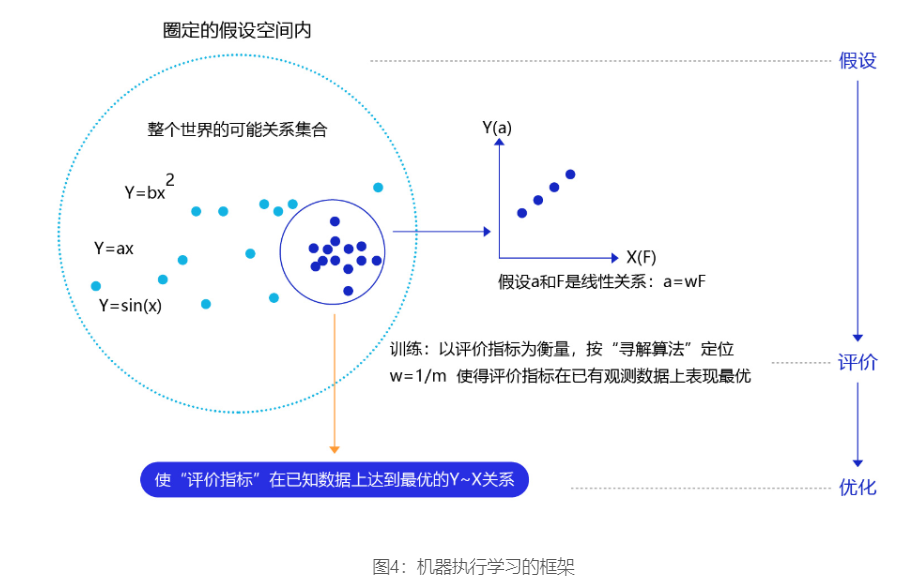 圈定的假设空间内
假设
整个世界的可能关系集合
Y(a)
Y=bx²
Y=ax
X(F)
假设a和F是线性关系：a=wF
Y=sin(x)
训练：以评价指标为衡量，按“寻解算法”定位
w=1/m 使得评价指标在已有观测数据上表现最优
评价
使“评价指标”在已知数据上达到最优的Y~X关系
优化
图4：机器执行学习的框架